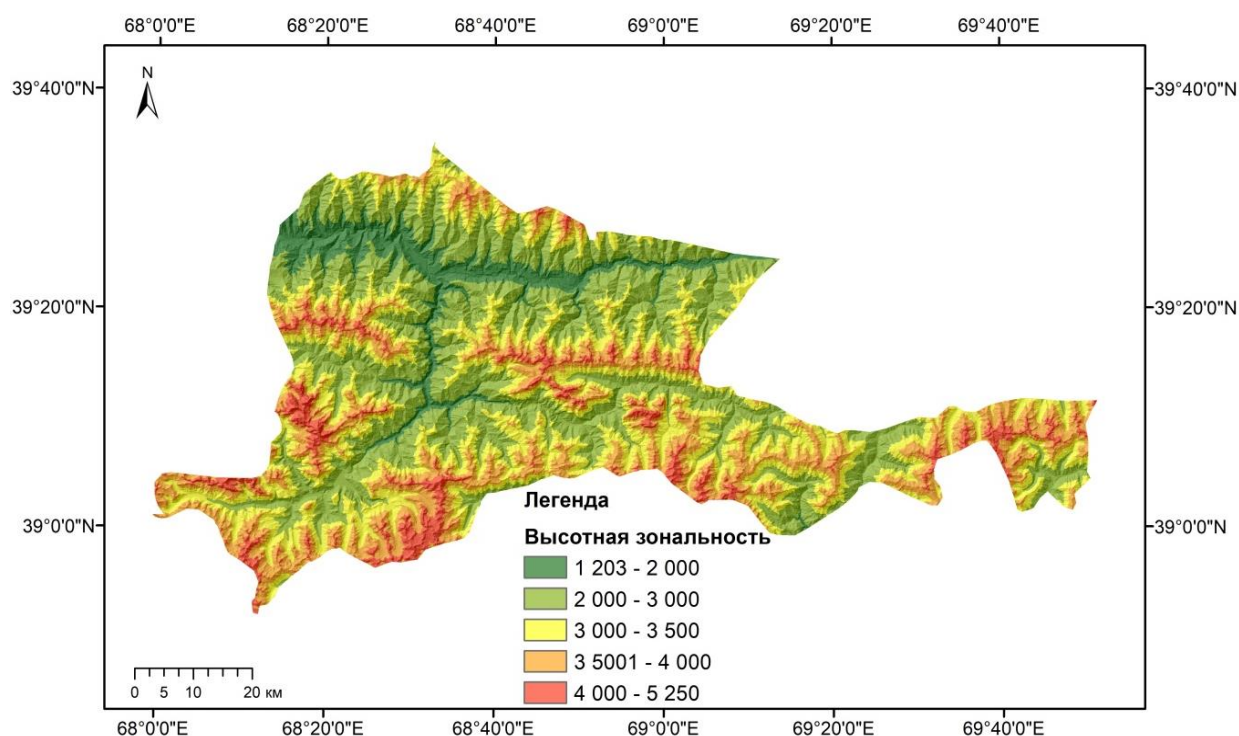 68°0'0"E 68°20'0"E 68°40'0"E 69°0'0"E 69°20'0"E 69°40'0"E
N
39°40'0"N 39°40'0"N
39°20'0"N 39°20'0"N
39°0'0"N 39°0'0"N
Легенда
Высотная зональность
1 203 - 2 000
2 000 - 3 000
3 000 - 3 500
3 5001 - 4 000
4 000 - 5 250
0 5 10 20 км
68°0'0"E 68°20'0"E 68°40'0"E 69°0'0"E 69°20'0"E 69°40'0"E